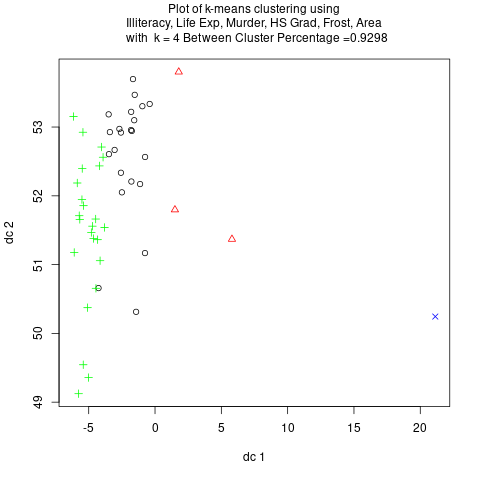 Plot of k-means clustering using
Illiteracy, Life Exp, Murder, HS Grad, Frost, Area
with  k = 4 Between Cluster Percentage =0.9298
53
52
51
50
49
dc 2
-5
0
5
10
15
20
dc 1